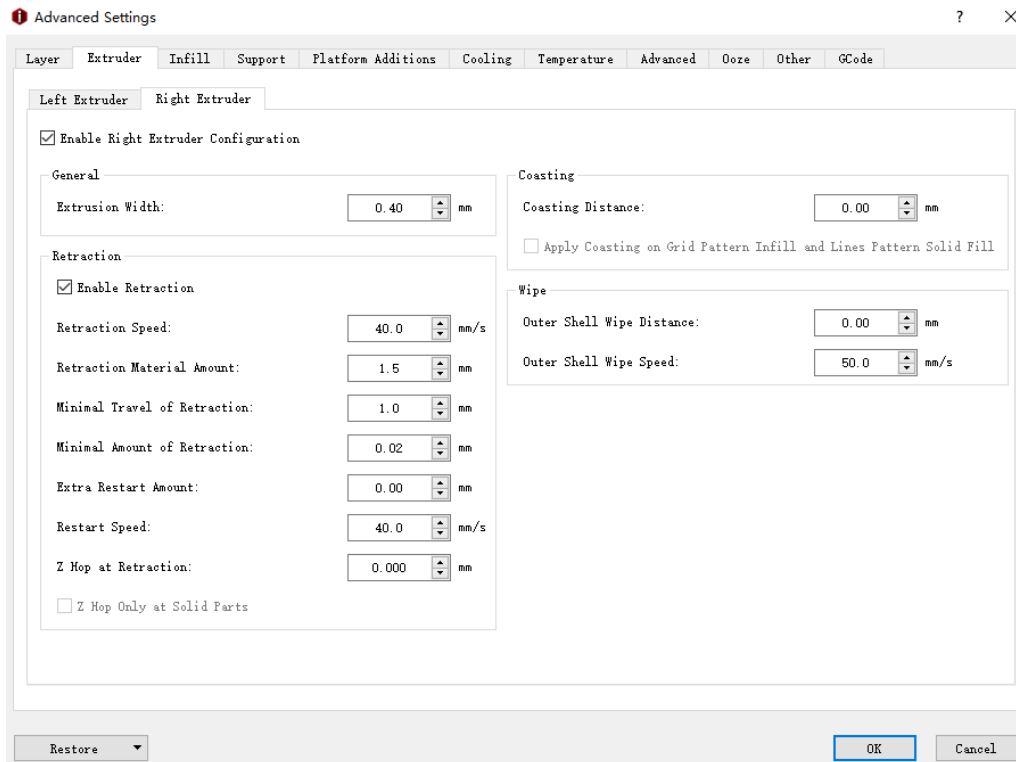 Advanced Settings
?
Layer Extruder Infill Support Platform Additions Cooling Temperature Advanced Ooze Other GCode
Left Extruder Right Extruder
Enable Right Extruder Configuration
General
Extrusion Width: 0.40 mm
Retraction
Enable Retraction
Retraction Speed: 40.0 mm/s
Retraction Material Amount: 1.5 mm
Minimal Travel of Retraction: 1.0 mm
Minimal Amount of Retraction: 0.02 mm
Extra Restart Amount: 0.00 mm
Restart Speed: 40.0 mm/s
Z Hop at Retraction: 0.000 mm
Z Hop Only at Solid Parts
Coasting
Coasting Distance: 0.00 mm
Apply Coasting on Grid Pattern Infill and Lines Pattern Solid Fill
Wipe
Outer Shell Wipe Distance: 0.00 mm
Outer Shell Wipe Speed: 50.0 mm/s
Restore OK Cancel